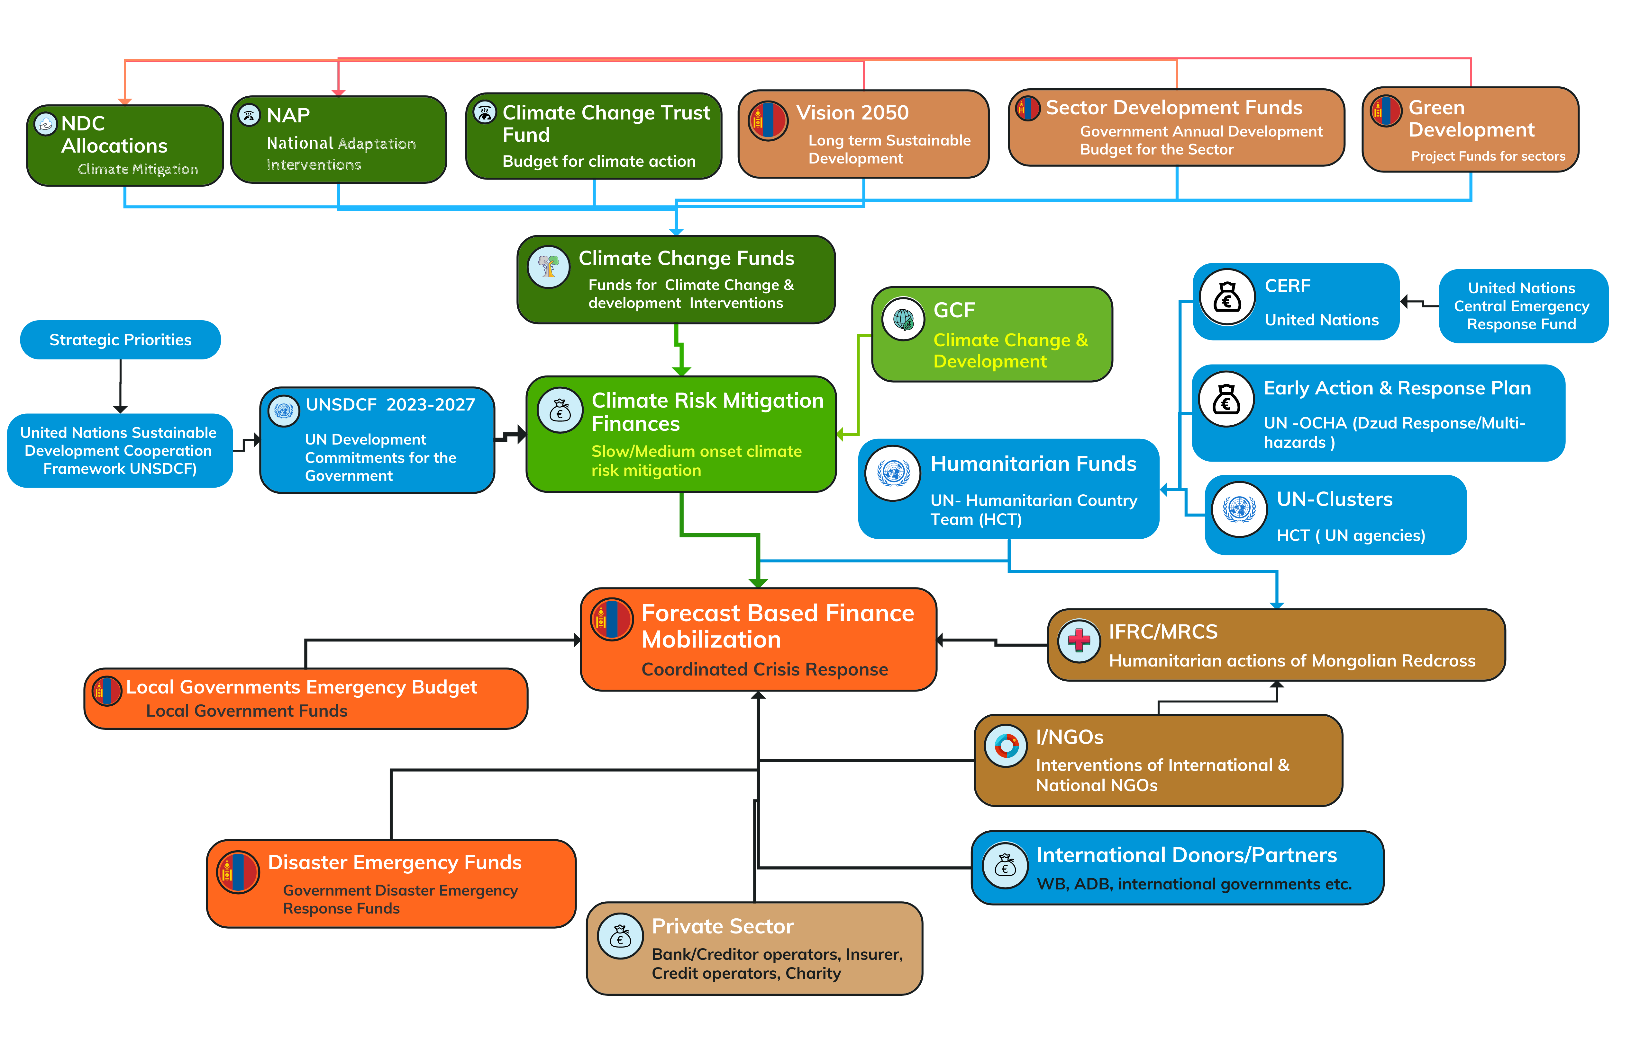 NDC
Allocations
Climate Mitigation
NAP
National Adaptation
Interventions
Climate Change Trust
Fund
Budget for climate action
Vision 2050
Long term Sustainable
Development
Sector Development Funds
Government Annual Development
Budget for the Sector
Green
Development
Project Funds for sectors
Climate Change Funds
Funds for Climate Change &
development Interventions
GCF
Climate Change &
Development
CERF
United Nations
United Nations
Central Emergency
Response Fund
Strategic Priorities
United Nations Sustainable
Development Cooperation
Framework UNSDCF)
UNSDCF 2023-2027
UN Development
Commitments for the
Government
Climate Risk Mitigation
Finances
Slow/Medium onset climate
risk mitigation
Early Action & Response Plan
UN -OCHA (Dzud Response/Multi-
hazards )
Humanitarian Funds
UN- Humanitarian Country
Team (HCT)
UN-Clusters
HCT ( UN agencies)
Forecast Based Finance
Mobilization
Coordinated Crisis Response
IFRC/MRCS
Humanitarian actions of Mongolian Redcross
Local Governments Emergency Budget
Local Government Funds
I/NGOs
Interventions of International &
National NGOs
Disaster Emergency Funds
Government Disaster Emergency
Response Funds
International Donors/Partners
WB, ADB, international governments etc.
Private Sector
Bank/Creditor operators, Insurer,
Credit operators, Charity